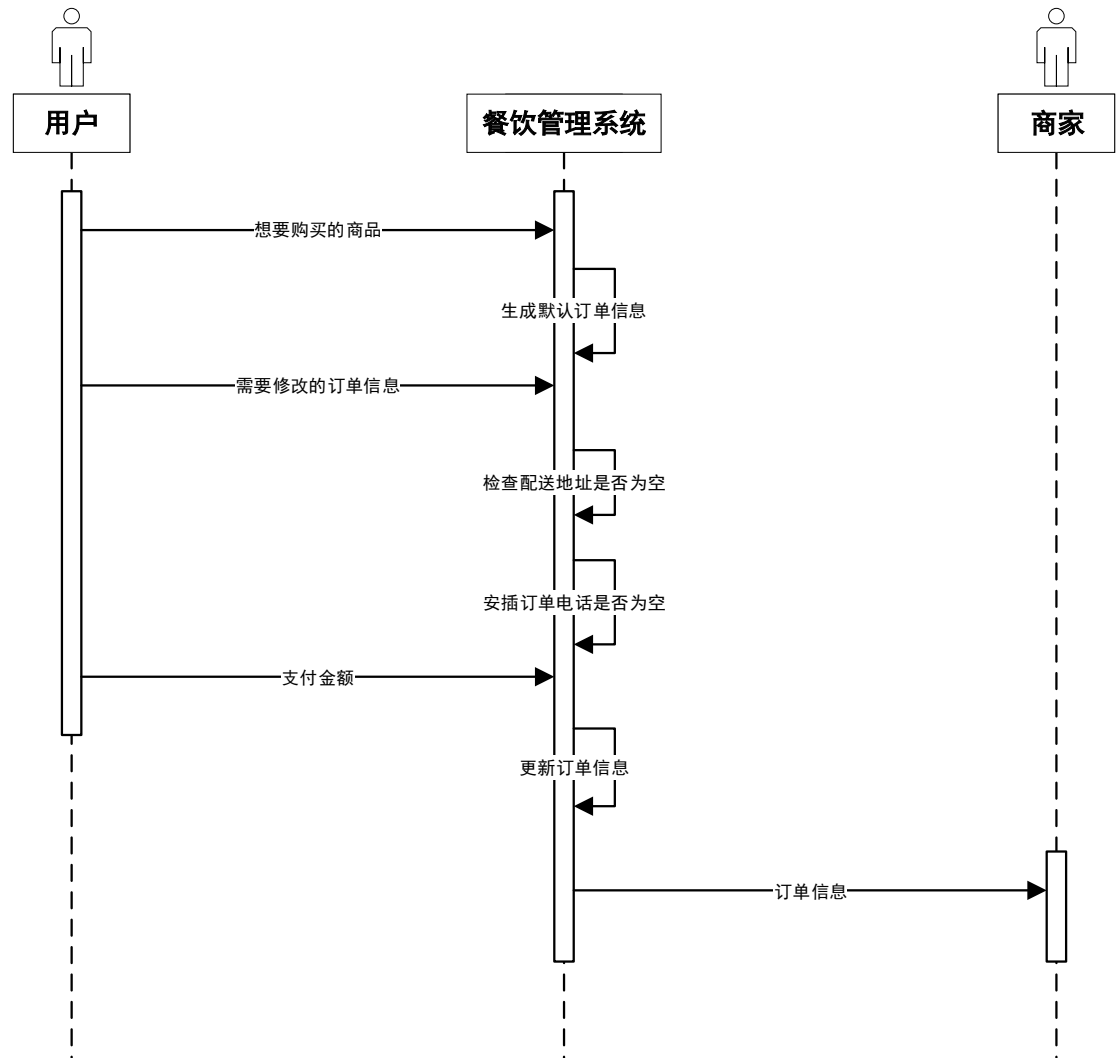 用户
餐饮管理系统
商家
想要购买的商品
生成默认订单信息
需要修改的订单信息
检查配送地址是否为空
安插订单电话是否为空
支付金额
更新订单信息
订单信息